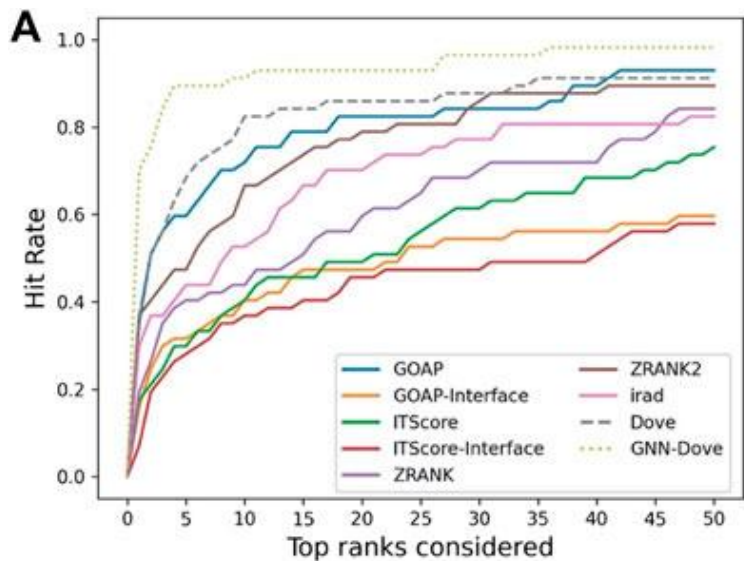 A
1.0
0.8
0.6
0.4
0.2
0.0
Hit Rate
GOAP
GOAP-Interface
ITScore
ITScore-Interface
ZRANK
ZRANK2
irad
Dove
GNN-Dove
0 5 10 15 20 25 30 35 40 45 50
Top ranks considered